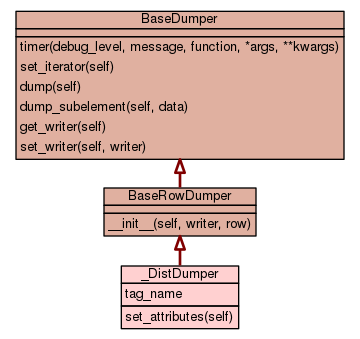 BaseDumper
timer(debug_level, message, function, *args, **kwargs)
set_iterator(self)
dump(self)
dump_subelement(self, data)
get_writer(self)
set_writer(self, writer)
BaseRowDumper
__init__(self, writer, row)
_DistDumper
tag_name
set_attributes(self)